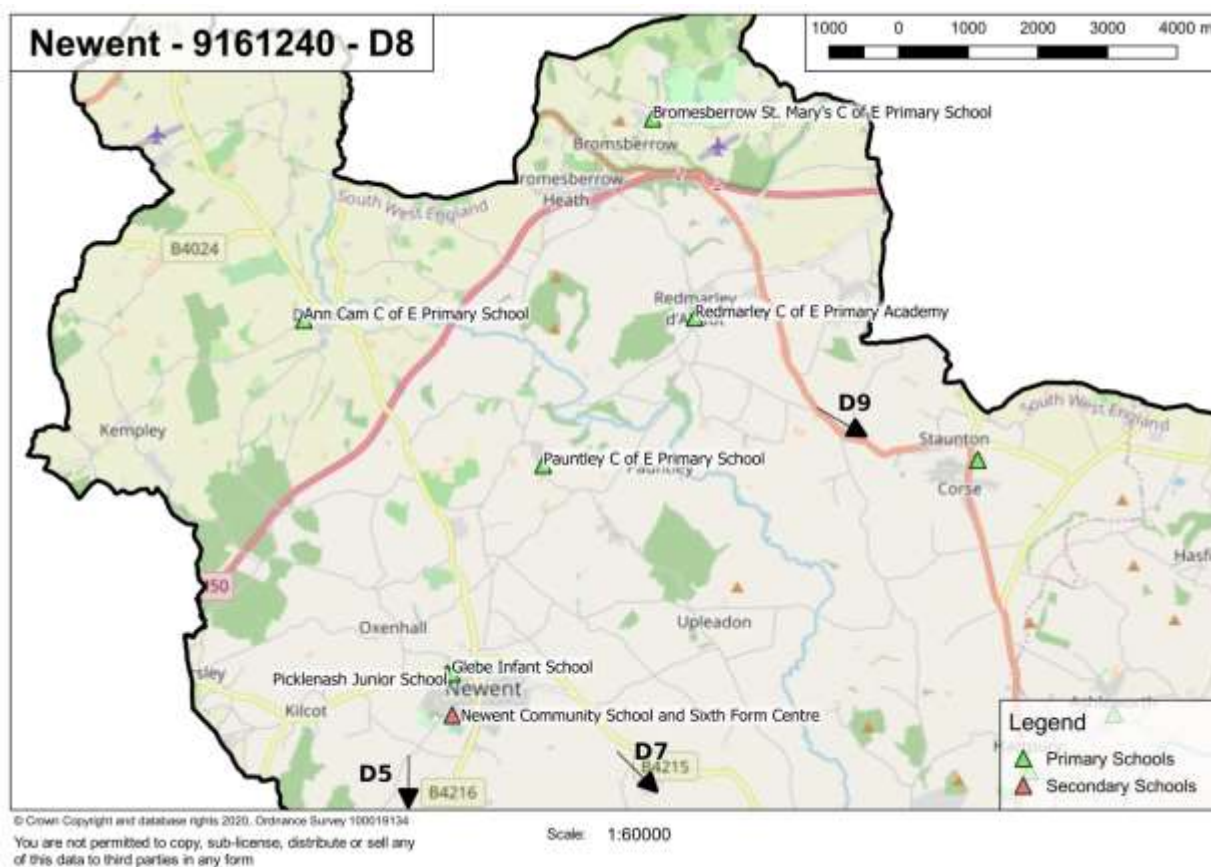 Newent - 9161240 - D8
1000 0 1000 2000 3000 4000 m
Bromesberrow St. Mary's C of E Primary School
Bromsberrow
romesberrow
Heath
South West England
B4024
Redmarley
Ann Cam C of E Primary School
Redmarley C of E Primary Academy
D9
South West England
Kempley
Staunton
Pauntley C of E Primary School
Pauntley
Corse
Hasf
Oxenhall
Upleadon
Glebe Infant School
Picklenash Junior School
Newent
Kilcot
Newent Community School and Sixth Form Centre
Legend
Primary Schools
Secondary Schools
D7
B4215
D5
B4216
© Crown Copyright and database rights 2020. Ordnance Survey 100019134
You are not permitted to copy, sub-license, distribute or sell any
of this data to third parties in any form
Scale: 1:60000